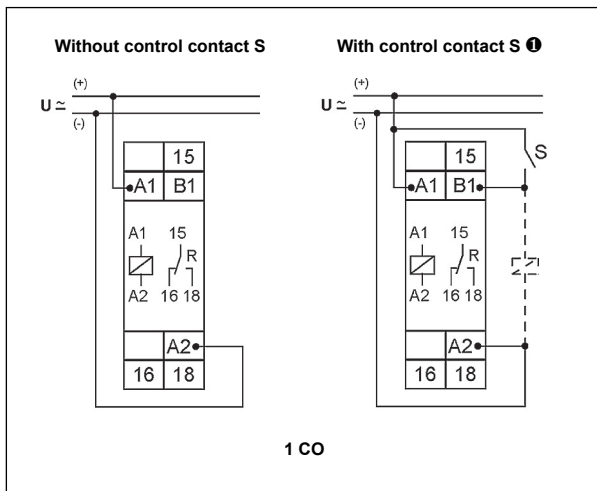 Without control contact S
With control contact S ❶
(+)
U ≃
(-)
15
A1 B1
A1 15
R
A2 16 18
A2
16 18
(+)
U ≃
(-)
S
15
A1 B1
A1 15
R
A2 16 18
A2
16 18
1 CO